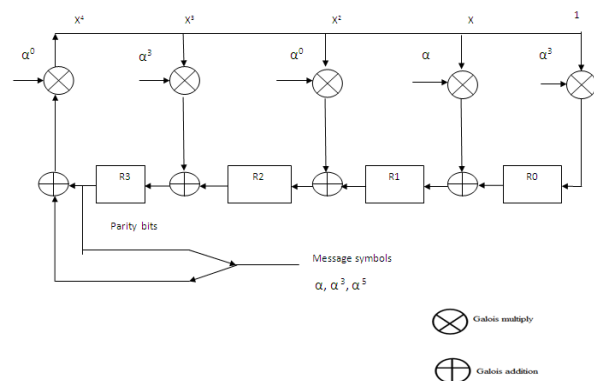 X⁴ X³ X² X 1
α⁰ α³ α⁰ α α³
R3 R2 R1 R0
Parity bits
Message symbols
α, α³, α⁵
Galois multiply
Galois addition